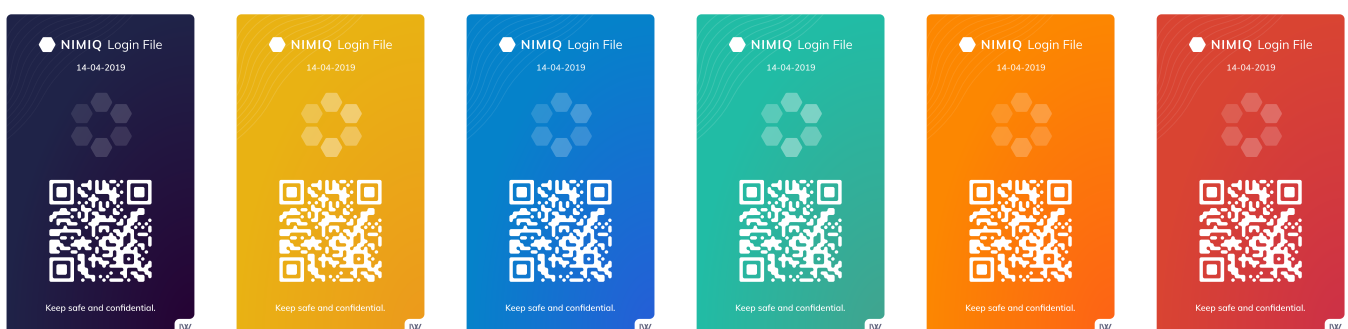 NIMIQ Login File
14-04-2019
Keep safe and confidential.
NIMIQ Login File
14-04-2019
Keep safe and confidential.
NIMIQ Login File
14-04-2019
Keep safe and confidential.
NIMIQ Login File
14-04-2019
Keep safe and confidential.
NIMIQ Login File
14-04-2019
Keep safe and confidential.
NIMIQ Login File
14-04-2019
Keep safe and confidential.